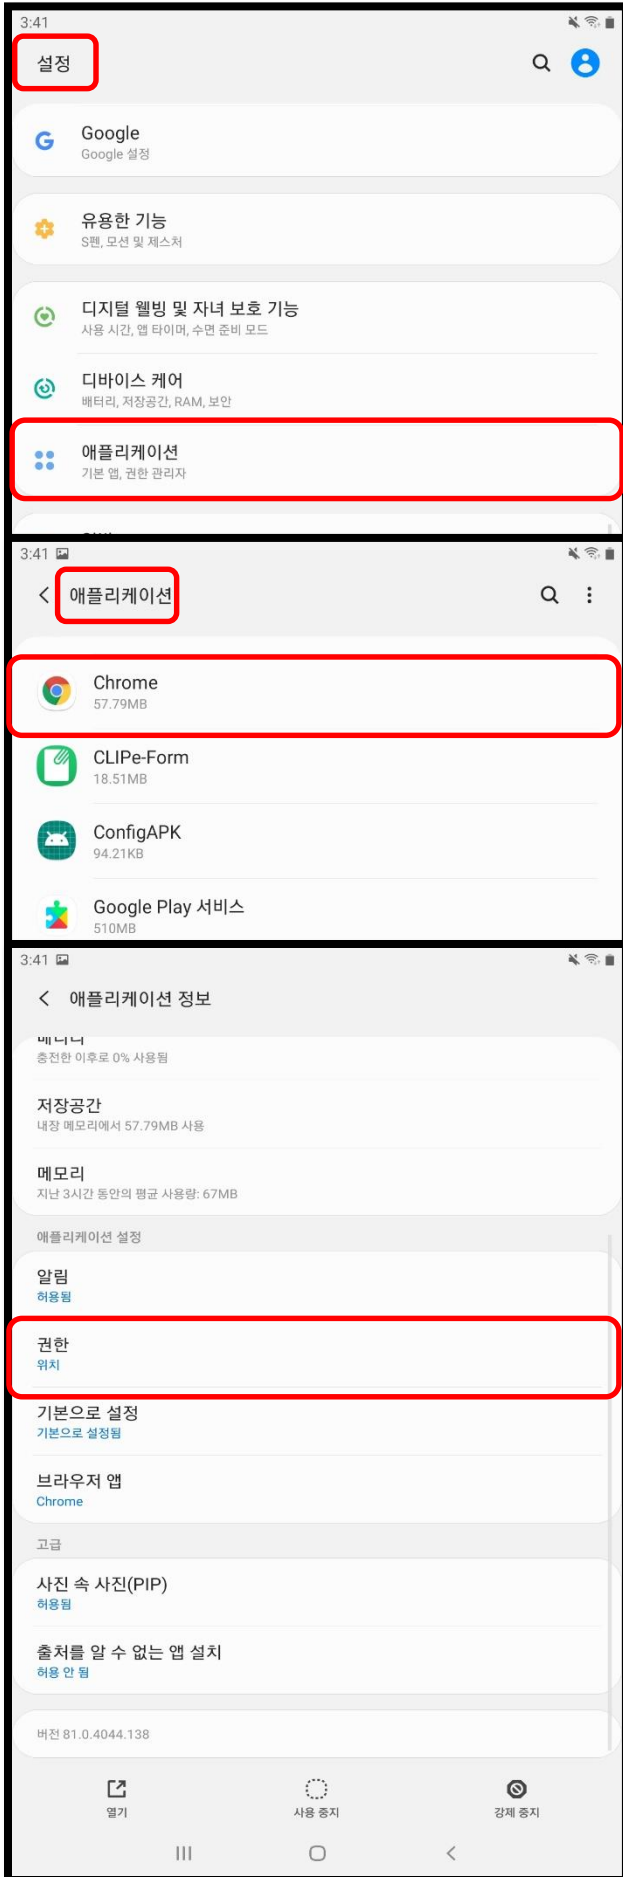 3:41
설정
Google
Google 설정
유용한 기능
S펜, 모션 및 제스처
디지털 웰빙 및 자녀 보호 기능
사용 시간, 앱 타이머, 수면 준비 모드
디바이스 케어
배터리, 저장공간, RAM, 보안
애플리케이션
기본 앱, 권한 관리자
3:41
애플리케이션
Chrome
57.79MB
CLIPe-Form
18.51MB
ConfigAPK
94.21KB
Google Play 서비스
510MB
3:41
애플리케이션 정보
충전한 이후로 0% 사용됨
저장공간
내장 메모리에서 57.79MB 사용
메모리
지난 3시간 동안의 평균 사용량: 67MB
애플리케이션 설정
알림
허용됨
권한
위치
기본으로 설정
기본으로 설정됨
브라우저 앱
Chrome
고급
사진 속 사진(PIP)
허용됨
출처를 알 수 없는 앱 설치
허용 안 됨
버전 81.0.4044.138
열기
사용 중지
강제 중지